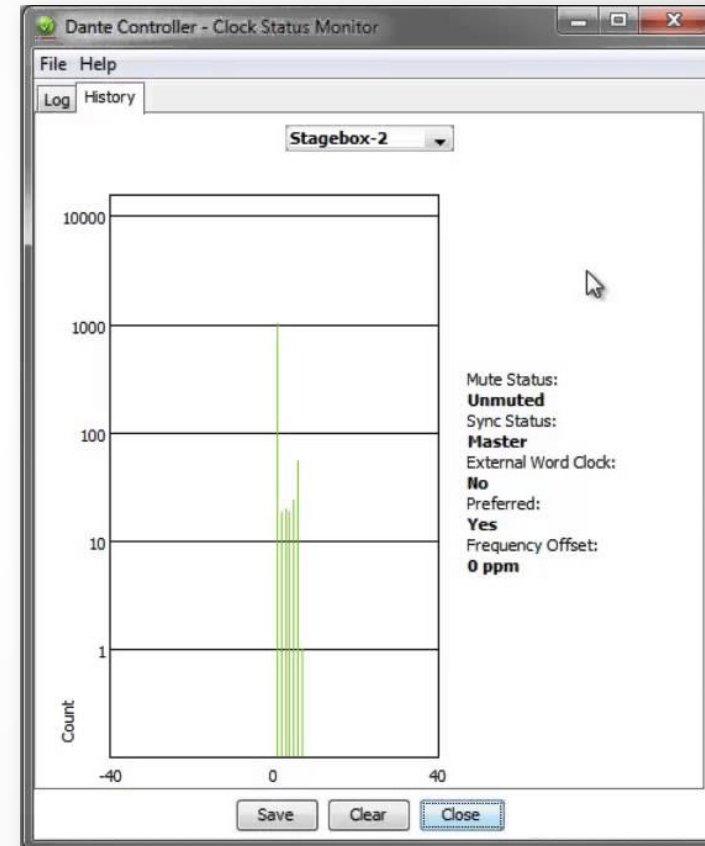 Dante Controller - Clock Status Monitor
File Help
Log History
Stagebox-2
10000
1000
100
10
1
Count
-40 0 40
Mute Status:
Unmuted
Sync Status:
Master
External Word Clock:
No
Preferred:
Yes
Frequency Offset:
0 ppm
Save Clear Close